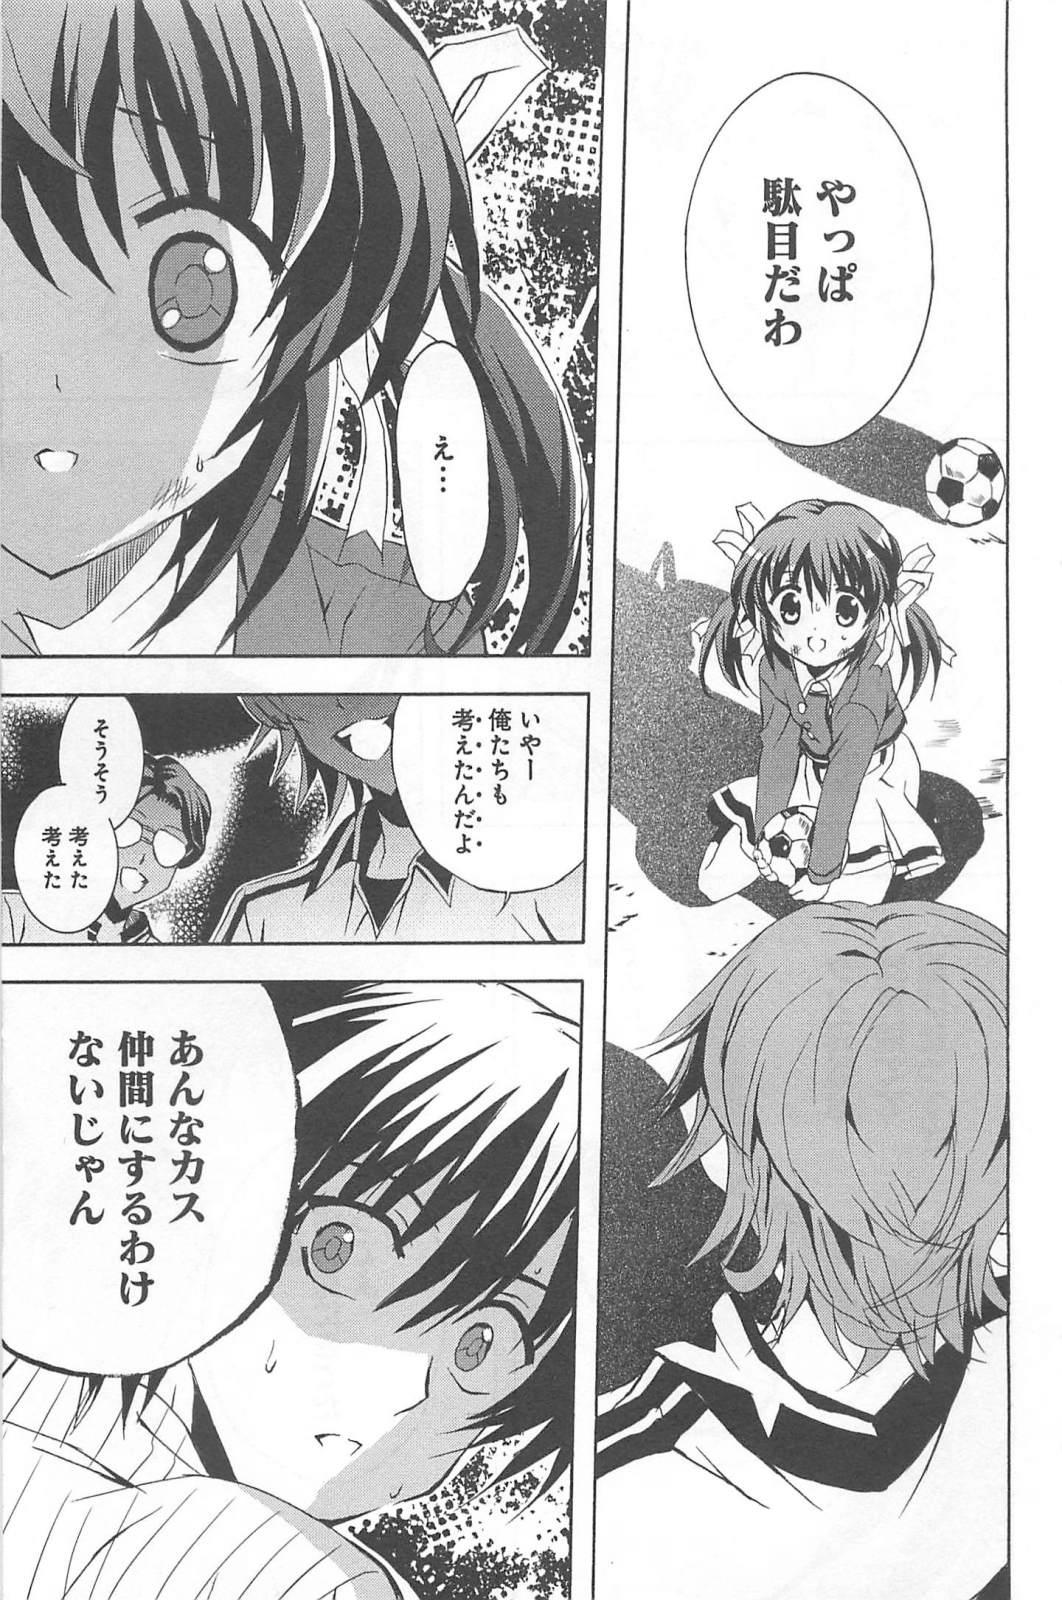 やっぱ
駄目だわ
え…
いやー
俺たちも
考えたんだよ
そうそう
考えた
考えた
あんなカス
仲間にするわけ
ないじゃん